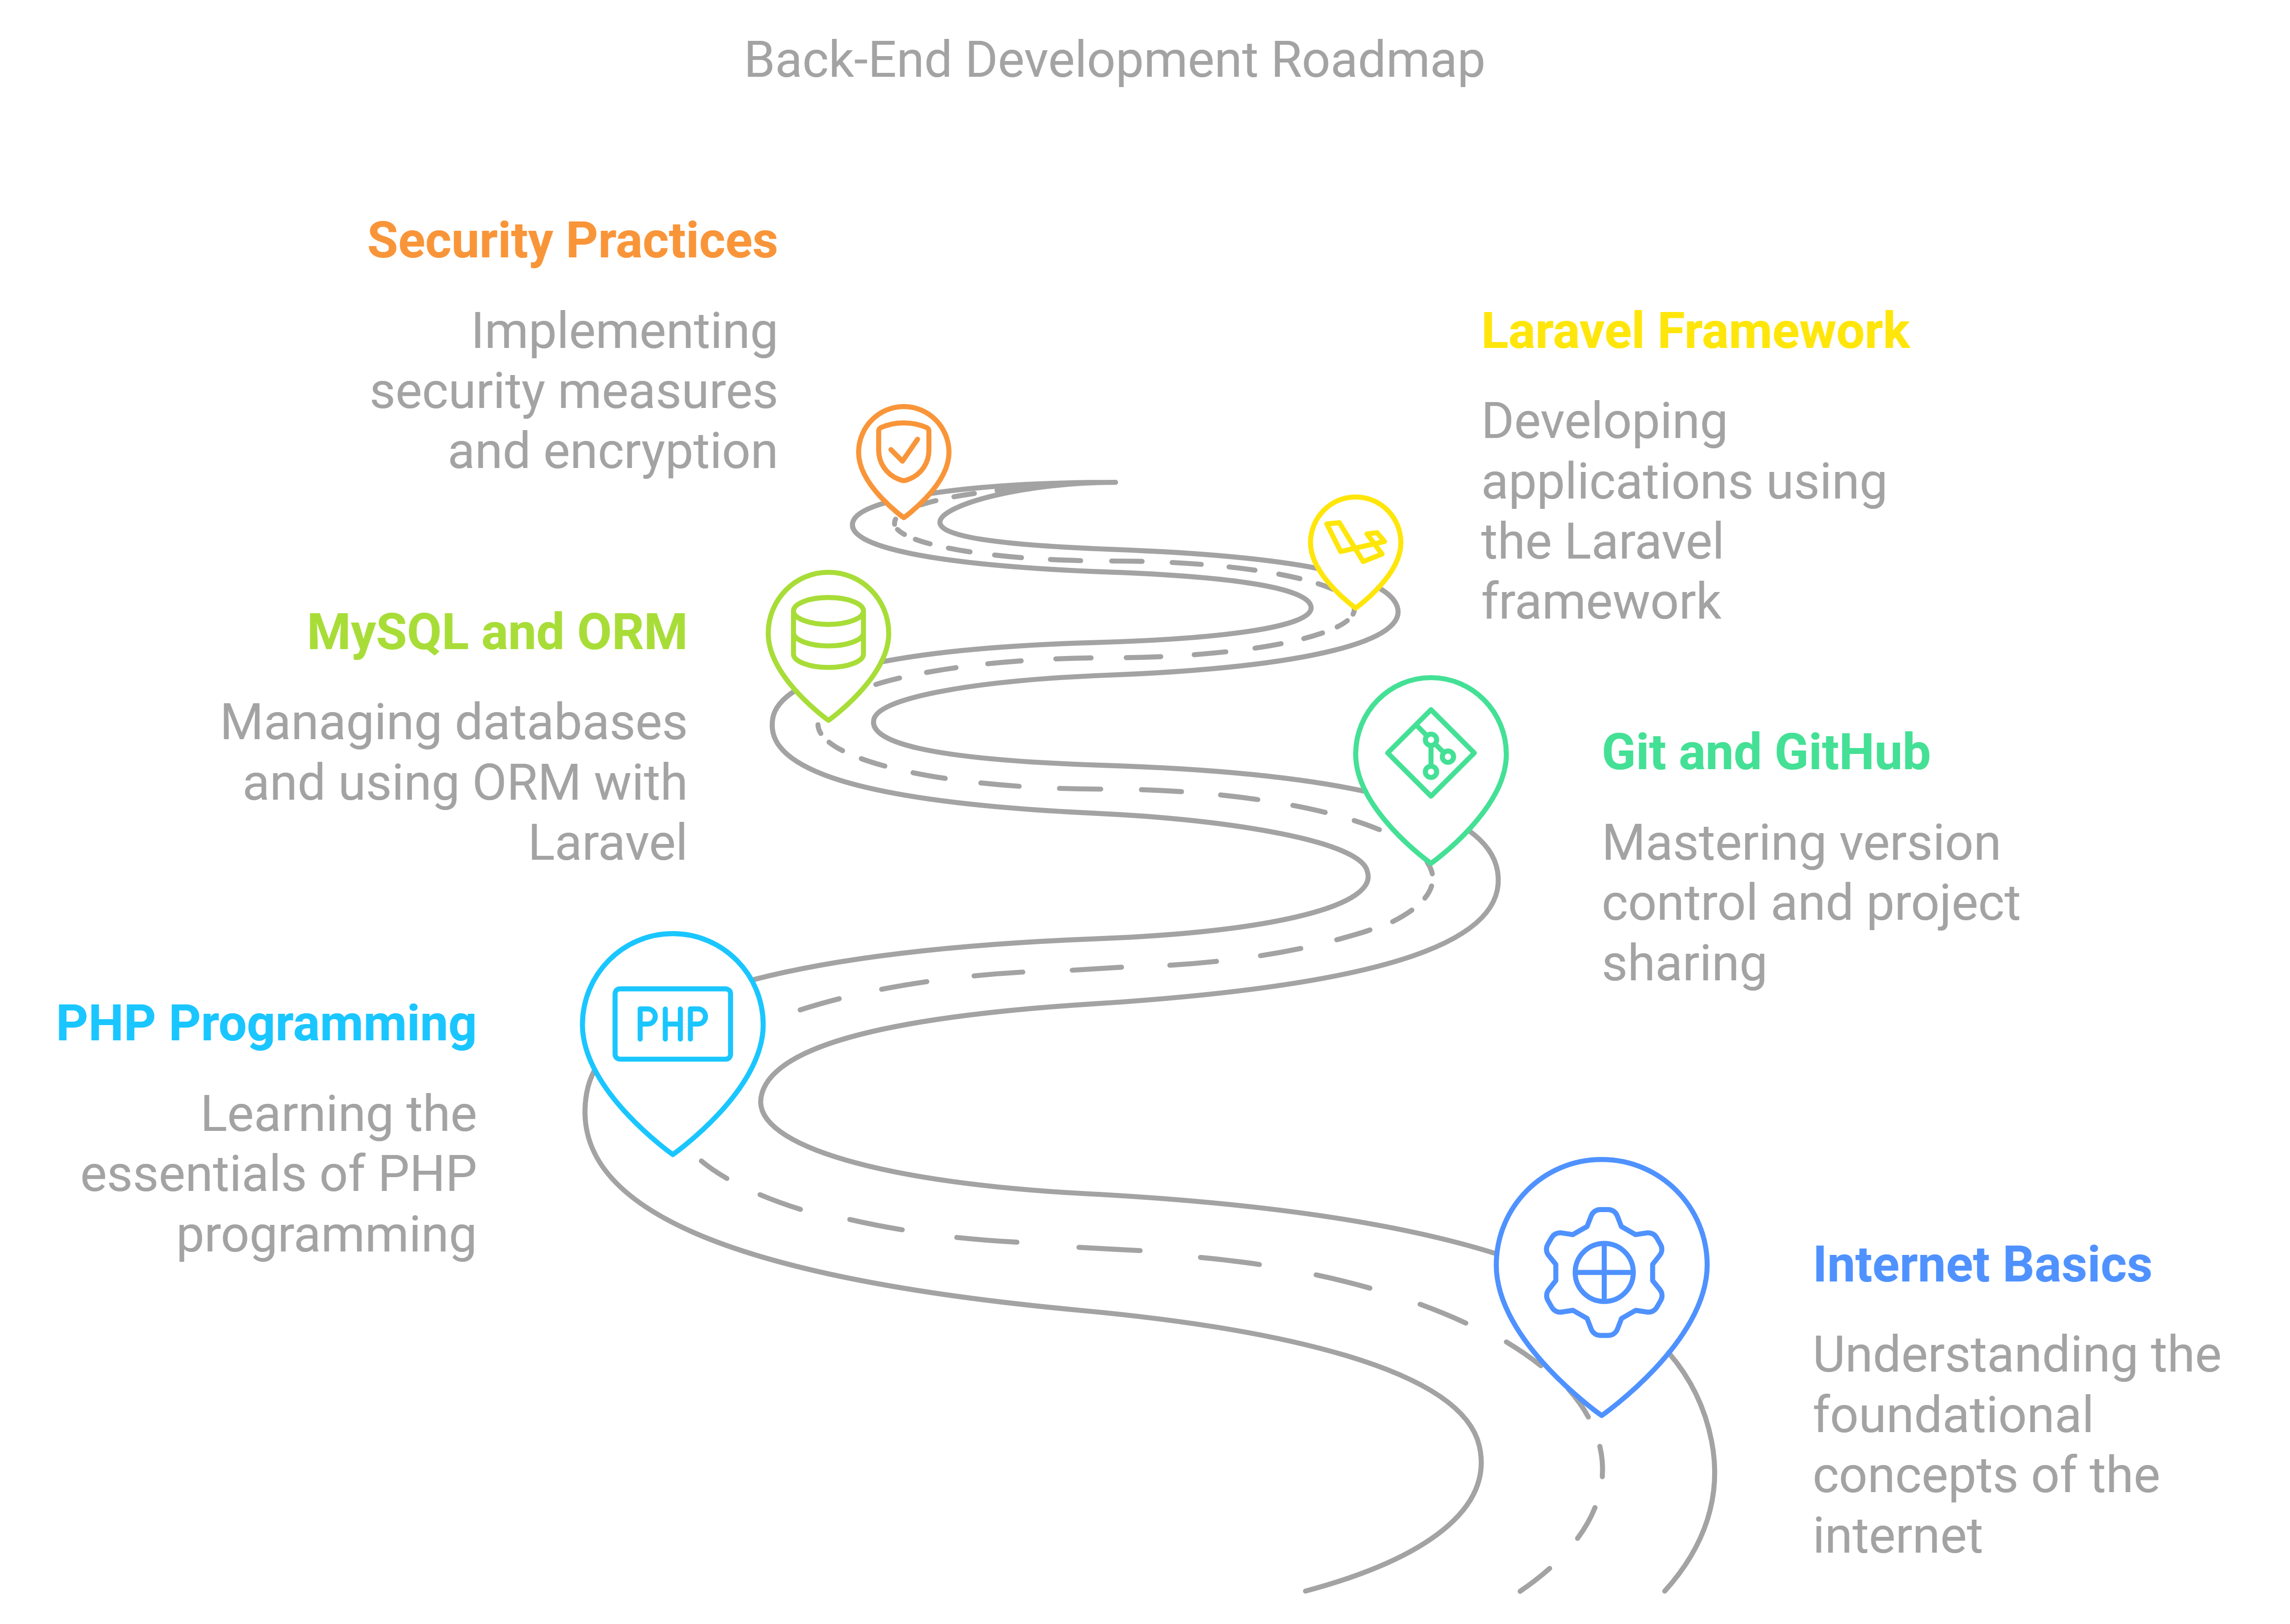 Back-End Development Roadmap
Security Practices
Implementing
security measures
and encryption
Laravel Framework
Developing
applications using
the Laravel
framework
MySQL and ORM
Managing databases
and using ORM with
Laravel
Git and GitHub
Mastering version
control and project
sharing
PHP Programming
Learning the
essentials of PHP
programming
PHP
Internet Basics
Understanding the
foundational
concepts of the
internet